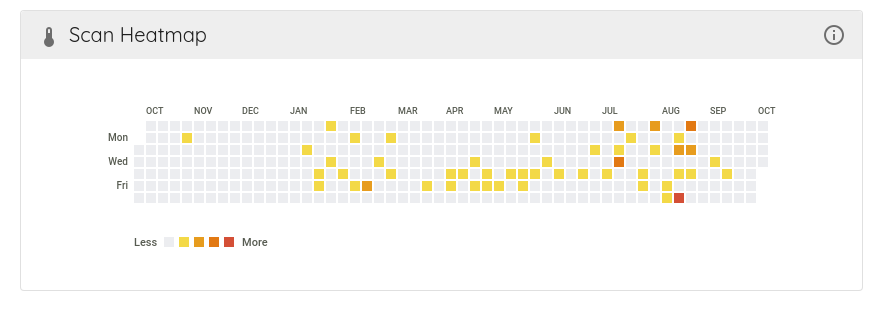 Scan Heatmap
OCT NOV DEC JAN FEB MAR APR MAY JUN JUL AUG SEP OCT
Mon
Wed
Fri
Less More